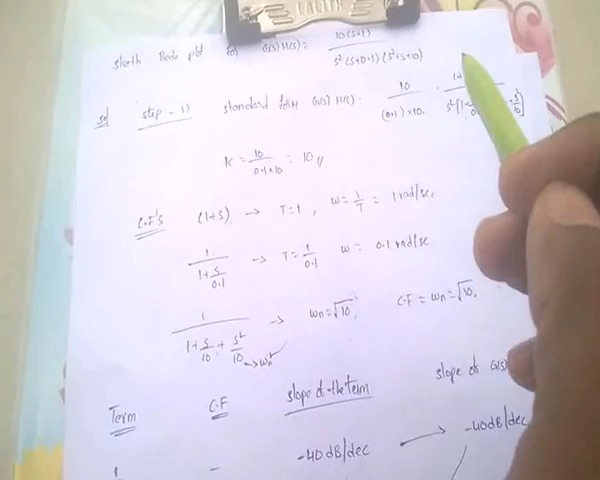 Sketch Bode plot for G(s)H(s) = 10(s+1) / s²(s+0.1)(s²+s+10)
Sol step-1) standard form G(s)H(s): 10 / (0.1)×10. s² 10
K = 10 / 0.1×10 = 10 //
C.F's (1+s) → T=1, ω = 1/T = 1 rad/sec
1 / 1+s/0.1 → T = 1/0.1 ω = 0.1 rad/sec
1 / 1+s/10 + s²/10 → ωn = √10, C.F = ωn = √10,
→ ωn²
Term C.F slope of the term slope of G(s)
1 - -40dB/dec → -40dB/dec